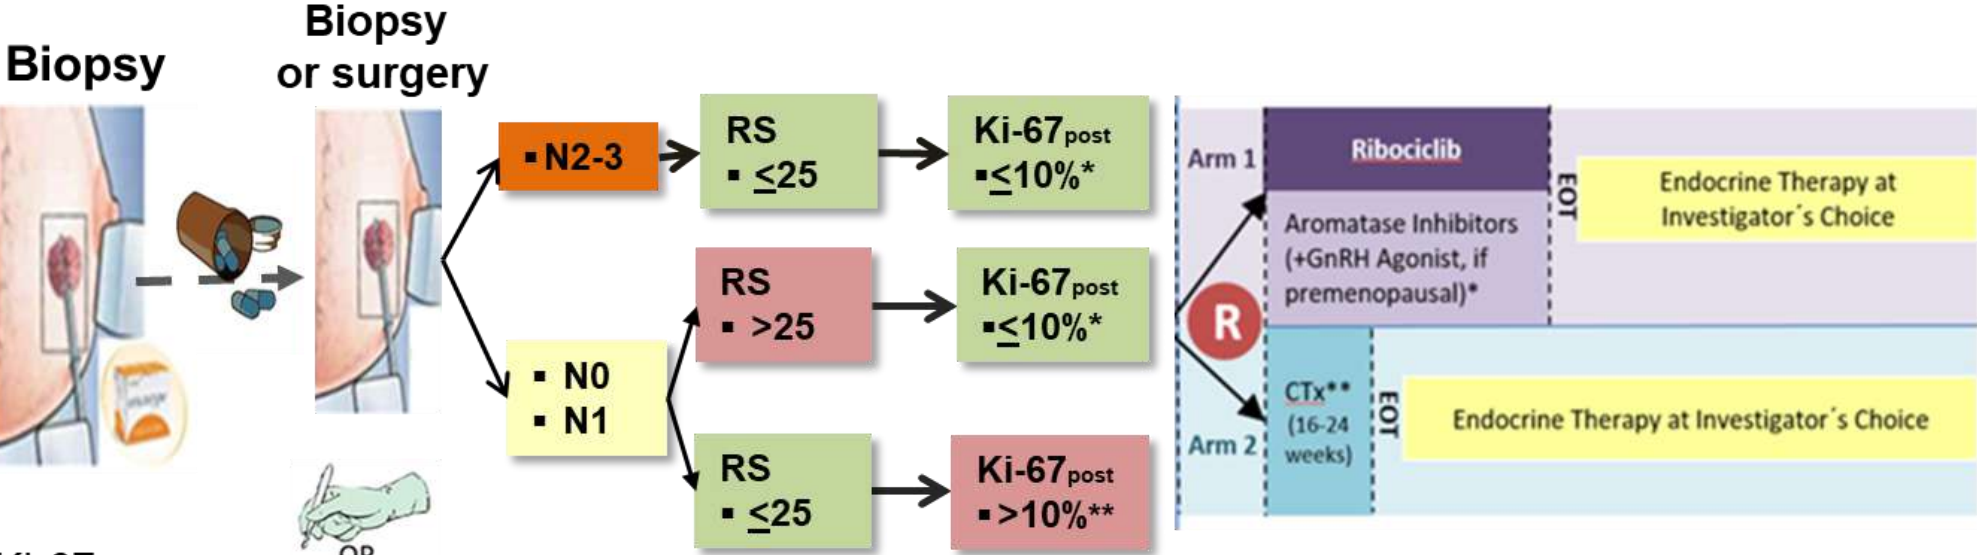 Biopsy
Biopsy
or surgery
▪ N2-3
RS
▪ ≤25
Ki-67post
▪≤10%*
RS
▪ >25
Ki-67post
▪≤10%*
▪ N0
▪ N1
RS
▪ ≤25
Ki-67post
▪>10%**
Arm 1
Ribociclib
Aromatase Inhibitors
(+GnRH Agonist, if
premenopausal)*
EOT
Endocrine Therapy at
Investigator´s Choice
R
Arm 2
CTx**
(16-24
weeks)
EOT
Endocrine Therapy at Investigator´s Choice